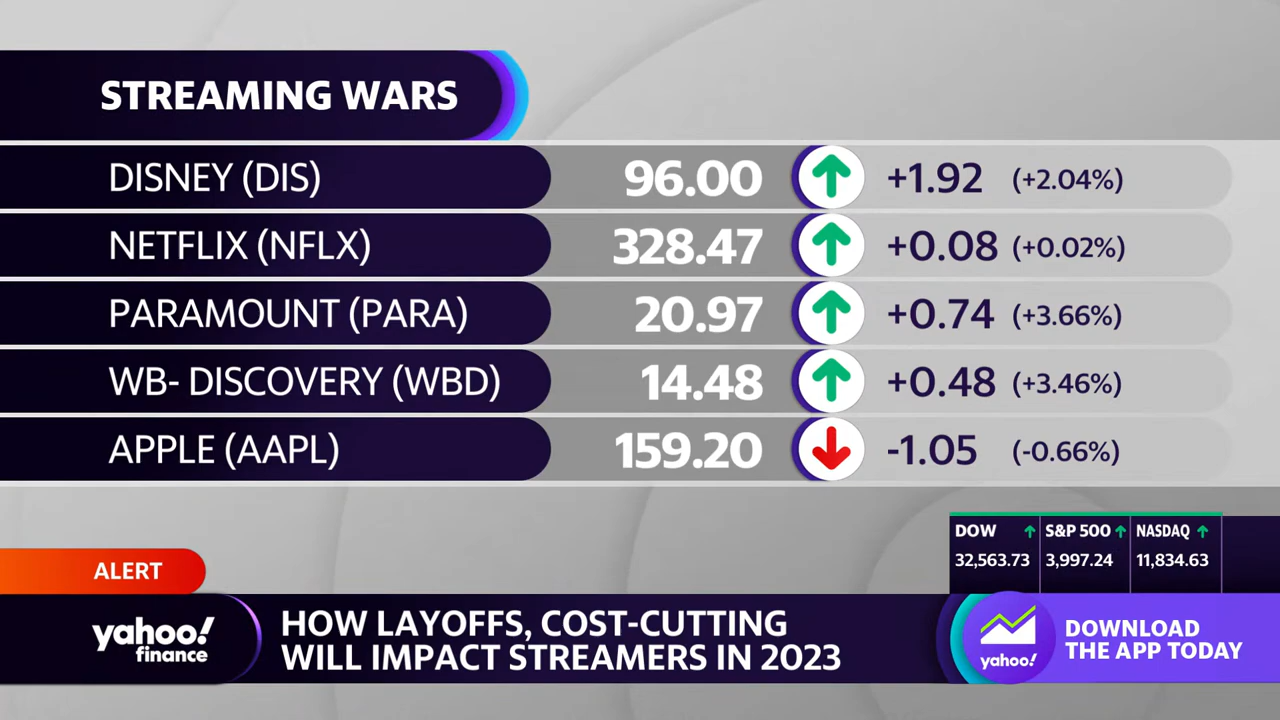 STREAMING WARS
DISNEY (DIS) 96.00 +1.92 (+2.04%)
NETFLIX (NFLX) 328.47 +0.08 (+0.02%)
PARAMOUNT (PARA) 20.97 +0.74 (+3.66%)
WB- DISCOVERY (WBD) 14.48 +0.48 (+3.46%)
APPLE (AAPL) 159.20 -1.05 (-0.66%)
DOW S&P 500 NASDAQ
32,563.73 3,997.24 11,834.63
ALERT
yahoo!
finance
HOW LAYOFFS, COST-CUTTING
WILL IMPACT STREAMERS IN 2023
yahoo!
DOWNLOAD
THE APP TODAY